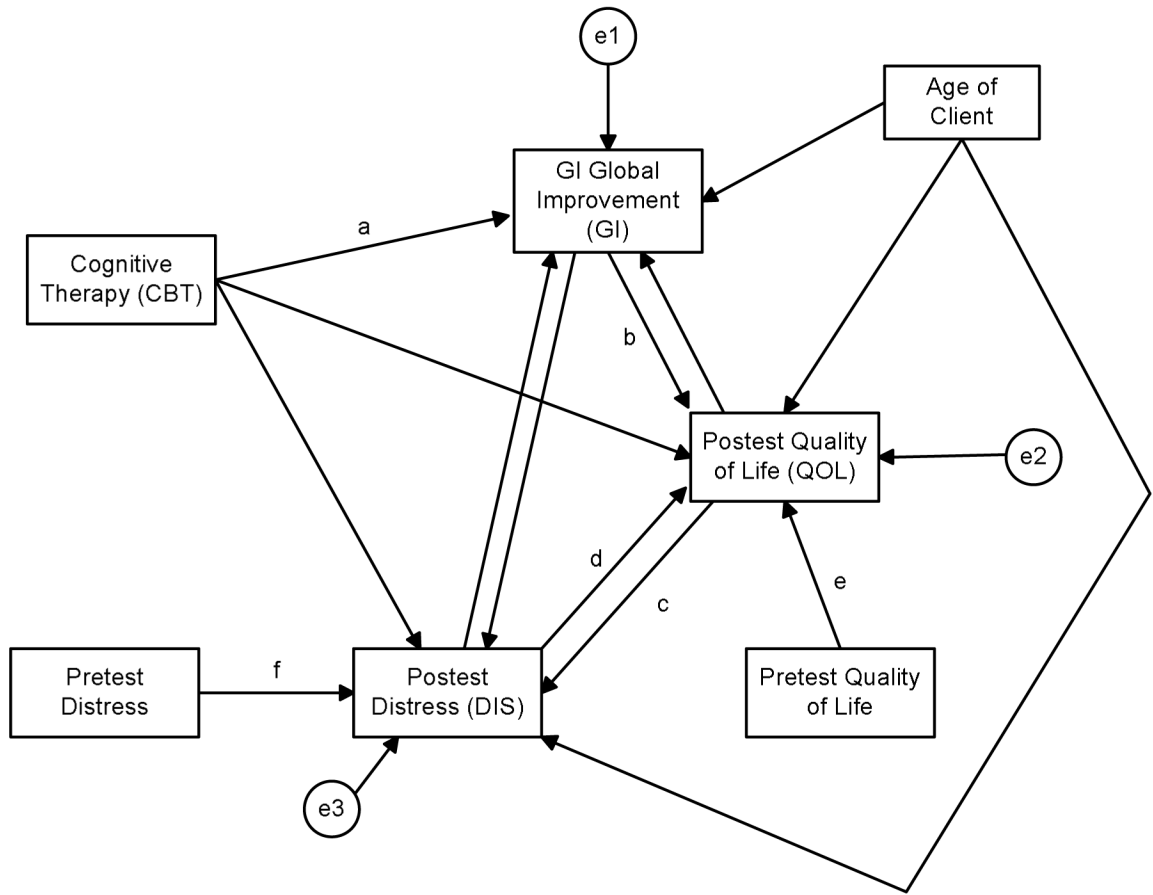 e1
Age of
Client
GI Global
Improvement
(GI)
a
Cognitive
Therapy (CBT)
b
Postest Quality
of Life (QOL)
e2
d
c
e
Pretest
Distress
f
Postest
Distress (DIS)
Pretest Quality
of Life
e3